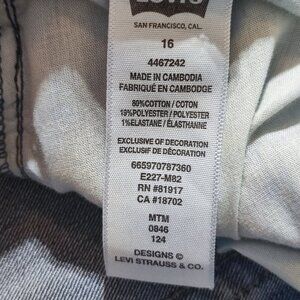 LEVI'S
SAN FRANCISCO, CAL.
16
4467242
MADE IN CAMBODIA
FABRIQUÉ EN CAMBODGE
80%COTTON / COTON
19%POLYESTER / POLYESTER
1%ELASTANE / ÉLASTHANNE
EXCLUSIVE OF DECORATION
EXCLUSIF DE DÉCORATION
665970787360
E227-M82
RN #81917
CA #18702
MTM
0846
124
DESIGNS ©
LEVI STRAUSS & CO.